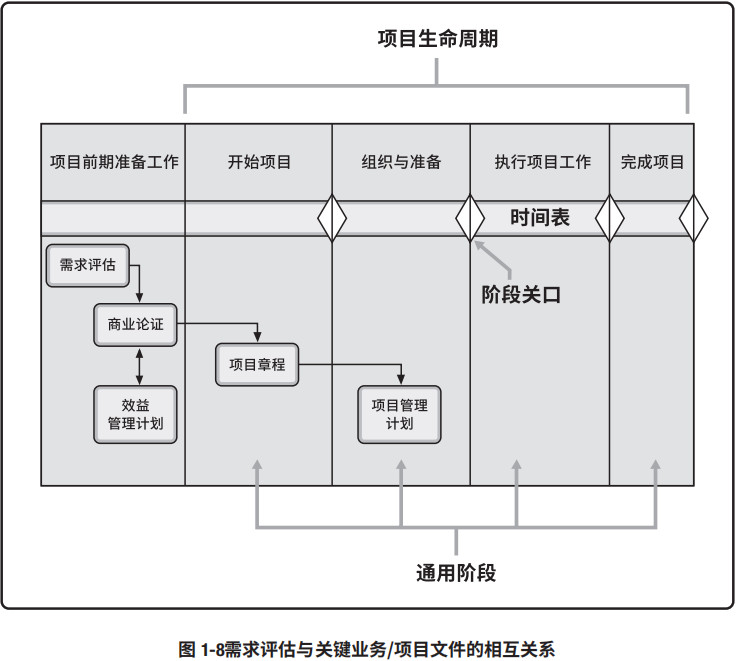 项目生命周期
项目前期准备工作
开始项目
组织与准备
执行项目工作
完成项目
时间表
需求评估
阶段关口
商业论证
项目章程
效益
管理计划
项目管理
计划
通用阶段
图 1-8需求评估与关键业务/项目文件的相互关系